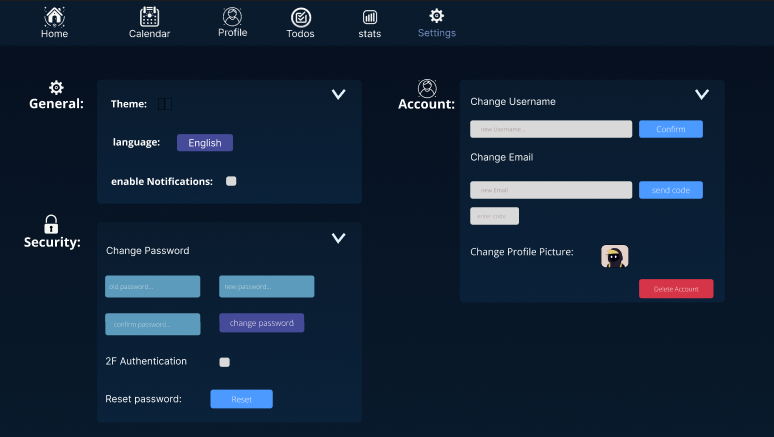 Home
Calendar
Profile
Todos
stats
Settings
General:
Theme:
language:
English
enable Notifications:
Security:
Change Password
old password...
new password...
confirm password...
change password
2F Authentication
Reset password:
Reset
Account:
Change Username
new Username...
Confirm
Change Email
new Email
send code
enter code
Change Profile Picture:
Delete Account